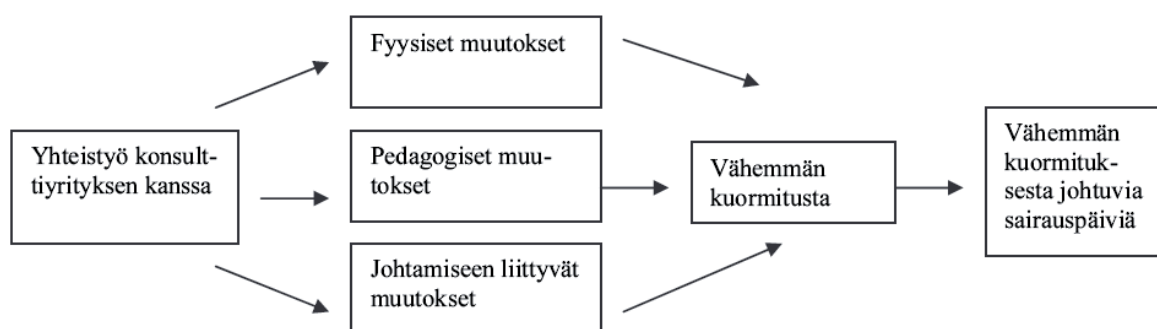 Yhteistyö konsult-
tiyrityksen kanssa
Fyysiset muutokset
Pedagogiset muu-
tokset
Johtamiseen liittyvät
muutokset
Vähemmän
kuormitusta
Vähemmän
kuormituk-
sesta johtuvia
sairauspäiviä